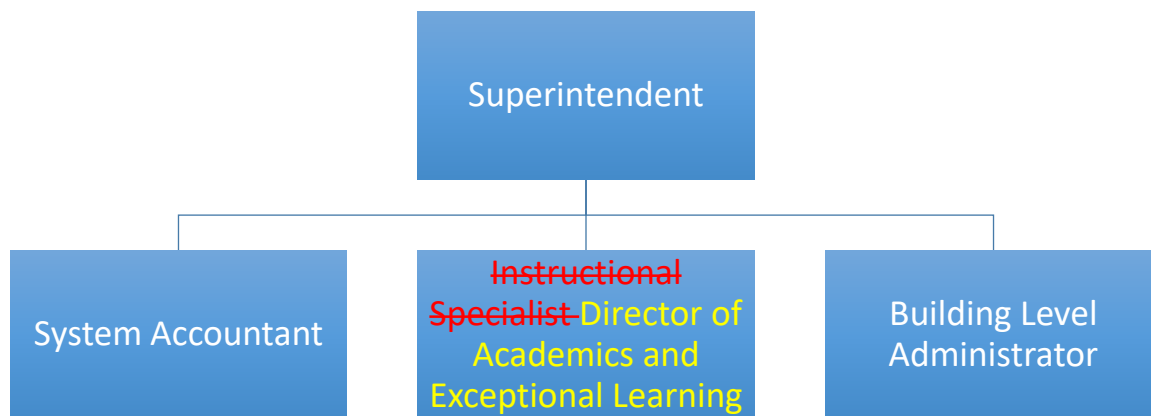 Superintendent
System Accountant
Instructional
Specialist Director of
Academics and
Exceptional Learning
Building Level
Administrator